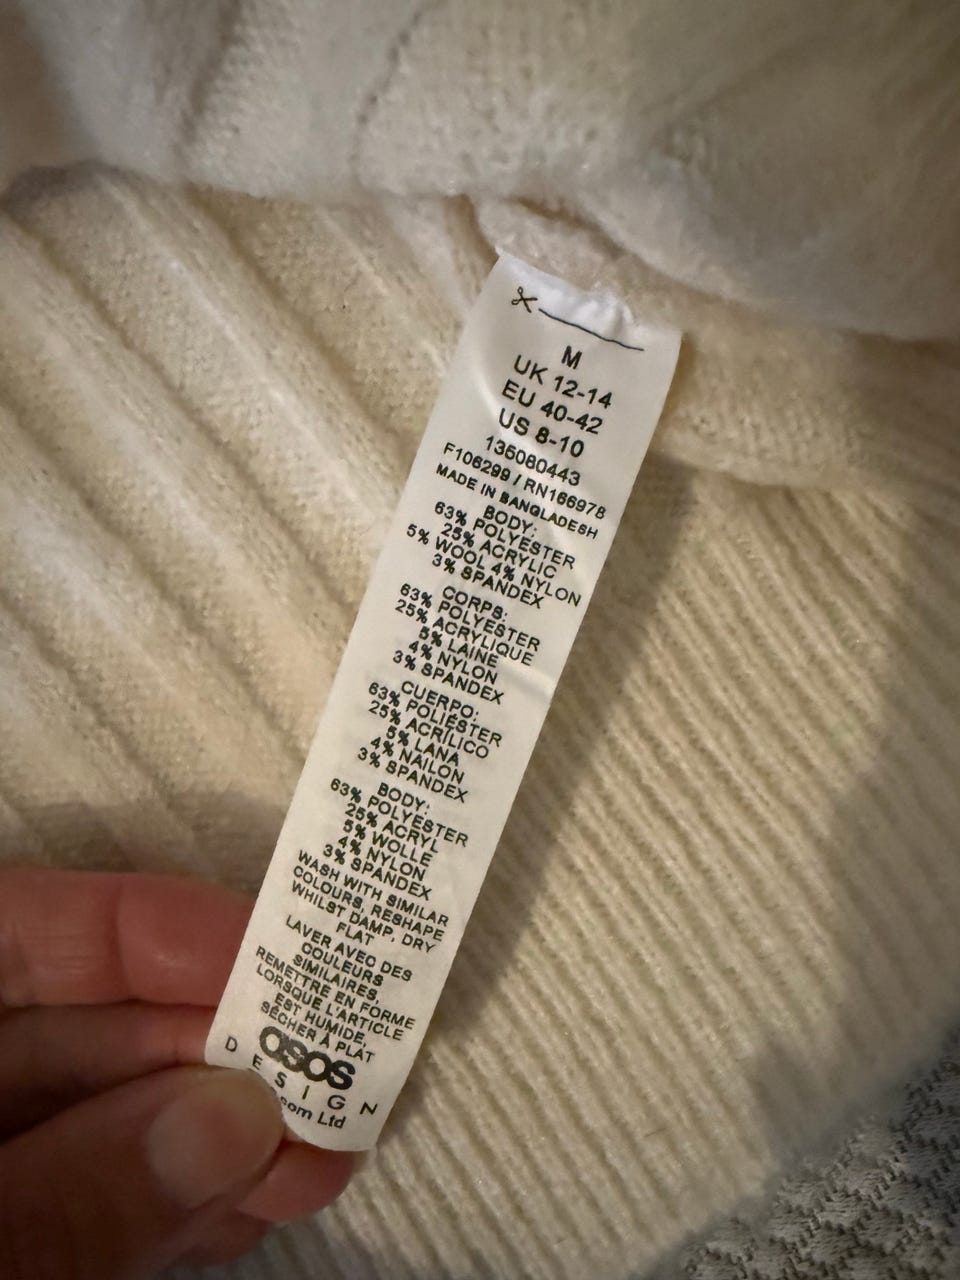 M
UK 12-14
EU 40-42
US 8-10
135080443
F106299 / RN166978
MADE IN BANGLADESH
BODY:
63% POLYESTER
25% ACRYLIC
5% WOOL 4% NYLON
3% SPANDEX
CORPS:
63% POLYESTER
25% ACRYLIQUE
5% LAINE
4% NYLON
3% SPANDEX
CUERPO:
63% POLIÉSTER
25% ACRÍLICO
5% LANA
4% NAILON
3% SPANDEX
BODY:
63% POLYESTER
25% ACRYL
5% WOLLE
4% NYLON
3% SPANDEX
WASH WITH SIMILAR
COLOURS, RESHAPE
WHILST DAMP, DRY
FLAT
LAVER AVEC DES
COULEURS
SIMILAIRES,
REMETTRE EN FORME
LORSQUE L'ARTICLE
EST HUMIDE,
SÉCHER À PLAT
asos
DESIGN
.com Ltd